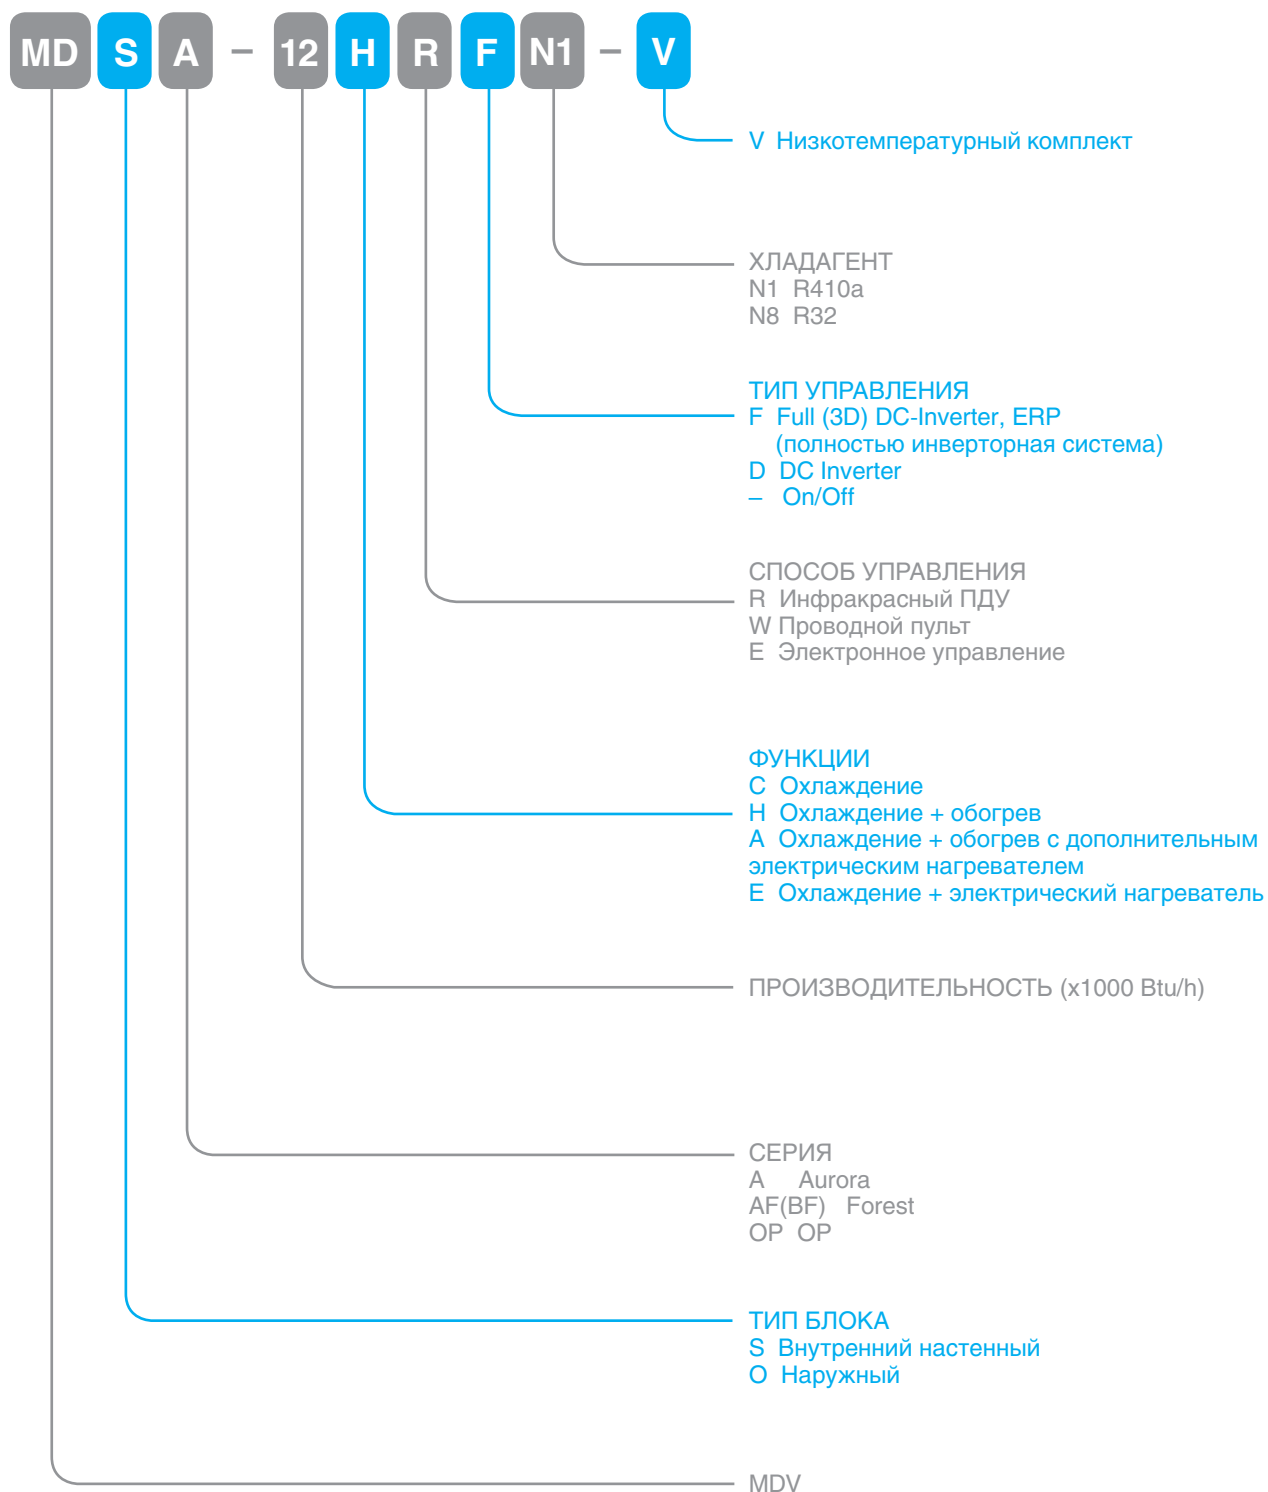 MD S A – 12 H R F N1 – V
V Низкотемпературный комплект
ХЛАДАГЕНТ
N1 R410a
N8 R32
ТИП УПРАВЛЕНИЯ
F Full (3D) DC-Inverter, ERP
(полностью инверторная система)
D DC Inverter
– On/Off
СПОСОБ УПРАВЛЕНИЯ
R Инфракрасный ПДУ
W Проводной пульт
E Электронное управление
ФУНКЦИИ
C Охлаждение
H Охлаждение + обогрев
A Охлаждение + обогрев с дополнительным
электрическим нагревателем
E Охлаждение + электрический нагреватель
ПРОИЗВОДИТЕЛЬНОСТЬ (x1000 Btu/h)
СЕРИЯ
A Aurora
AF(BF) Forest
OP OP
ТИП БЛОКА
S Внутренний настенный
O Наружный
MDV